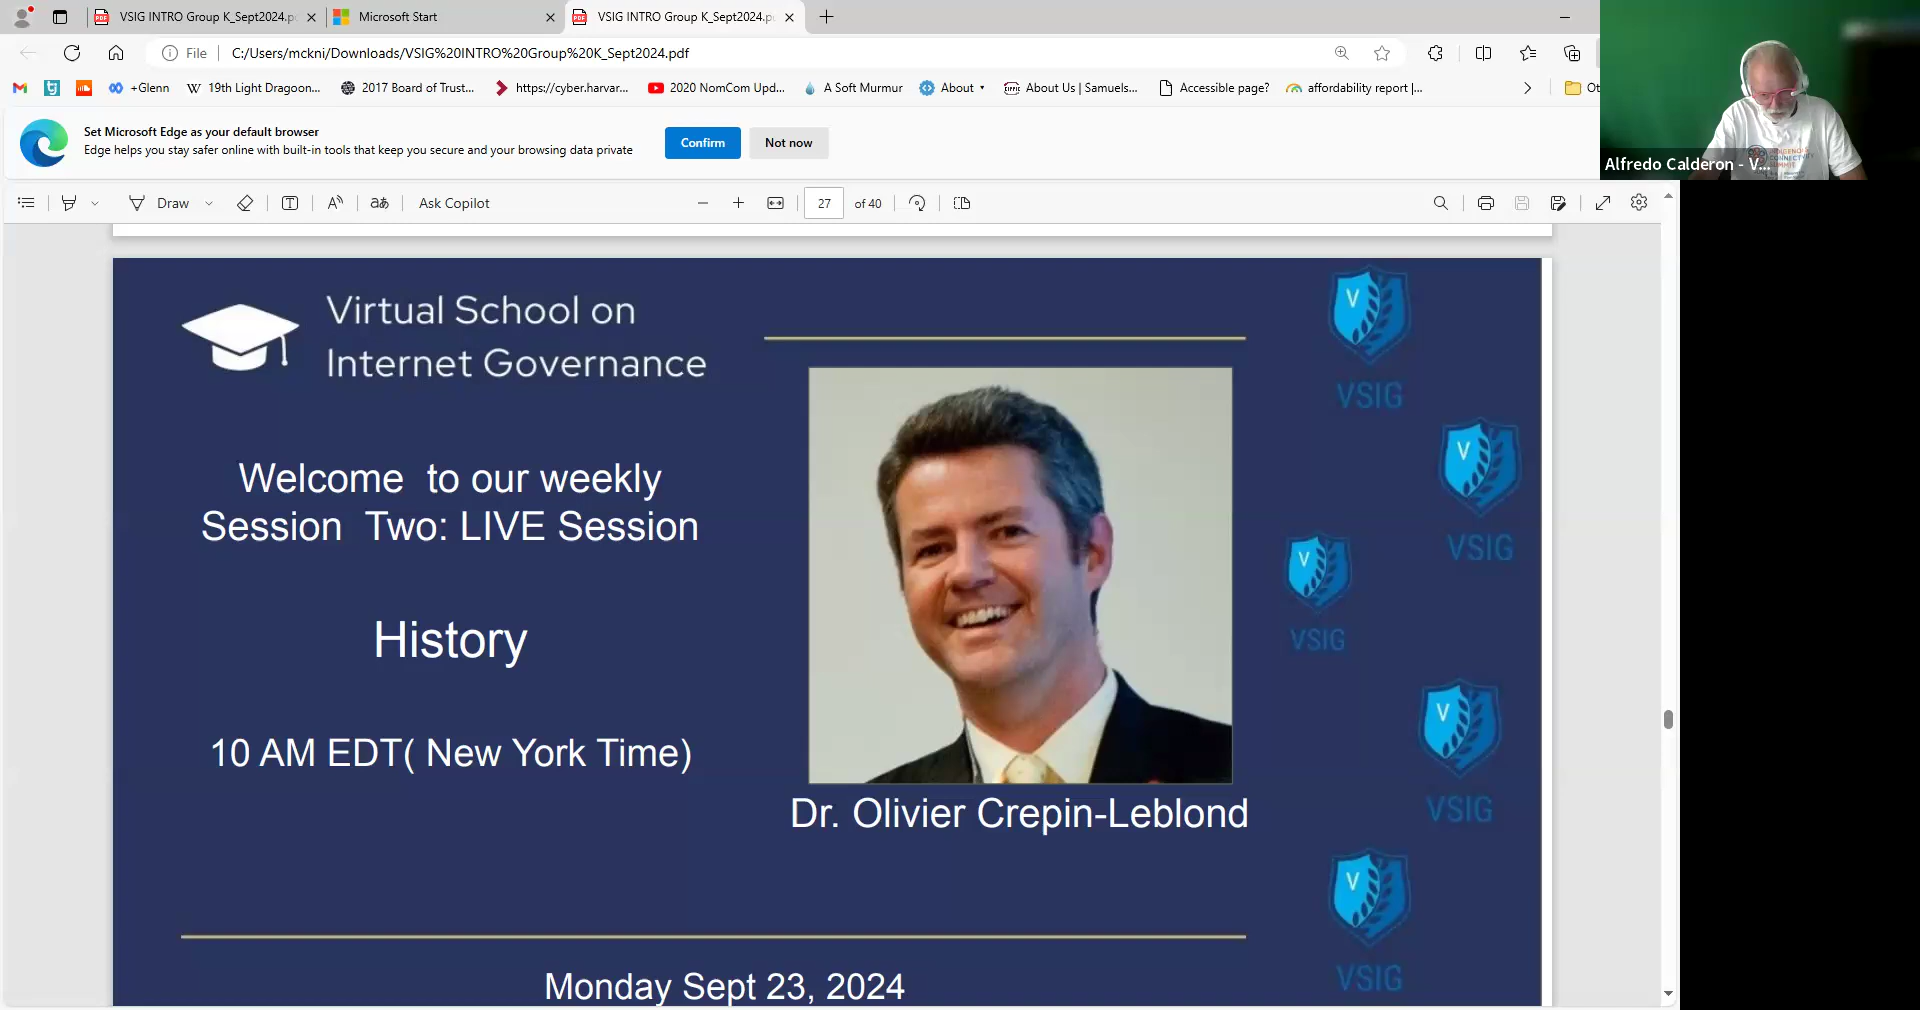 VSIG INTRO Group K_Sept2024.p
Microsoft Start
VSIG INTRO Group K_Sept2024.p
File
C:/Users/mckni/Downloads/VSIG%20INTRO%20Group%20K_Sept2024.pdf
+Glenn
19th Light Dragoon...
2017 Board of Trust...
https://cyber.harvar...
2020 NomCom Upd...
A Soft Murmur
About
About Us | Samuels...
Accessible page?
affordability report |...
Ot
Set Microsoft Edge as your default browser
Edge helps you stay safer online with built-in tools that keep you secure and your browsing data private
Confirm
Not now
Alfredo Calderon - V...
Draw
Ask Copilot
27
of 40
Virtual School on
Internet Governance
Welcome to our weekly
Session Two: LIVE Session
History
10 AM EDT( New York Time)
Dr. Olivier Crepin-Leblond
Monday Sept 23, 2024
V
VSIG
V
VSIG
V
VSIG
V
VSIG
V
VSIG